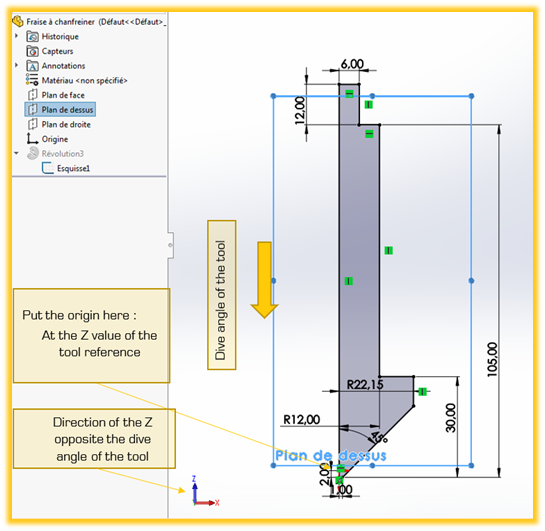 Fraise à chanfreiner (Défaut<<Défaut>_
Historique
Capteurs
Annotations
Matériau <non spécifié>
Plan de face
Plan de dessus
Plan de droite
Origine
Révolution3
Esquisse1
6,00
12,00
Dive angle of the tool
105,00
Put the origin here :
At the Z value of the
tool reference
R22,15
R12,00
45°
30,00
Direction of the Z
opposite the dive
angle of the tool
Plan de dessus
2,00
1,00
Z
X